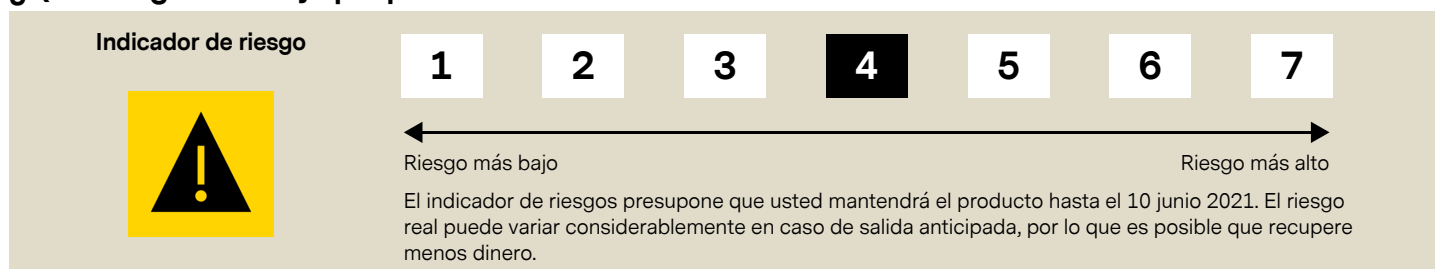 Indicador de riesgo
1 2 3 4 5 6 7
Riesgo más bajo Riesgo más alto
El indicador de riesgos presupone que usted mantendrá el producto hasta el 10 junio 2021. El riesgo
real puede variar considerablemente en caso de salida anticipada, por lo que es posible que recupere
menos dinero.